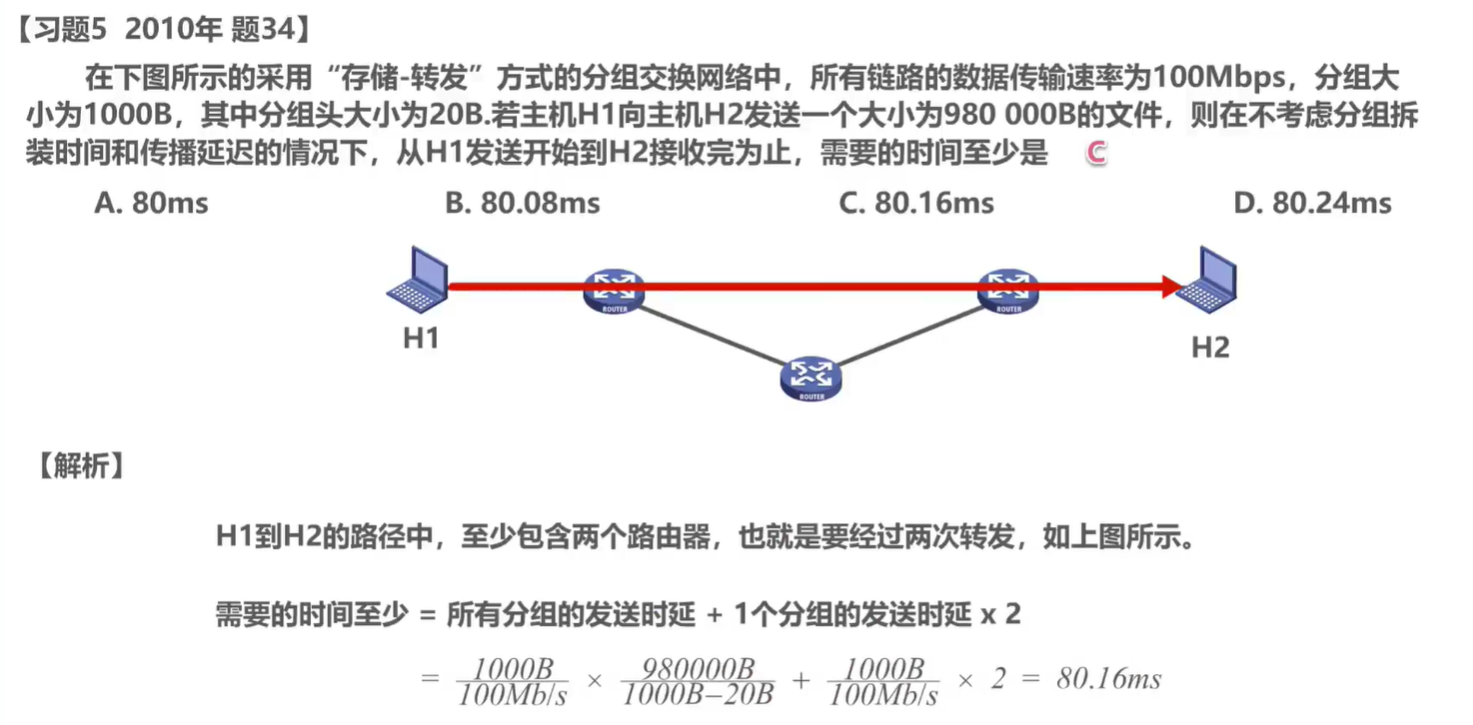 【习题5 2010年 题34】
在下图所示的采用“存储-转发”方式的分组交换网络中，所有链路的数据传输速率为100Mbps，分组大
小为1000B，其中分组头大小为20B.若主机H1向主机H2发送一个大小为980 000B的文件，则在不考虑分组拆
装时间和传播延迟的情况下，从H1发送开始到H2接收完为止，需要的时间至少是 C
A. 80ms B. 80.08ms C. 80.16ms D. 80.24ms
ROUTER ROUTER
H1 H2
ROUTER
【解析】
H1到H2的路径中，至少包含两个路由器，也就是要经过两次转发，如上图所示。
需要的时间至少 = 所有分组的发送时延 + 1个分组的发送时延 x 2
= 1000B/100Mb/s × 980000B/1000B−20B + 1000B/100Mb/s × 2 = 80.16ms